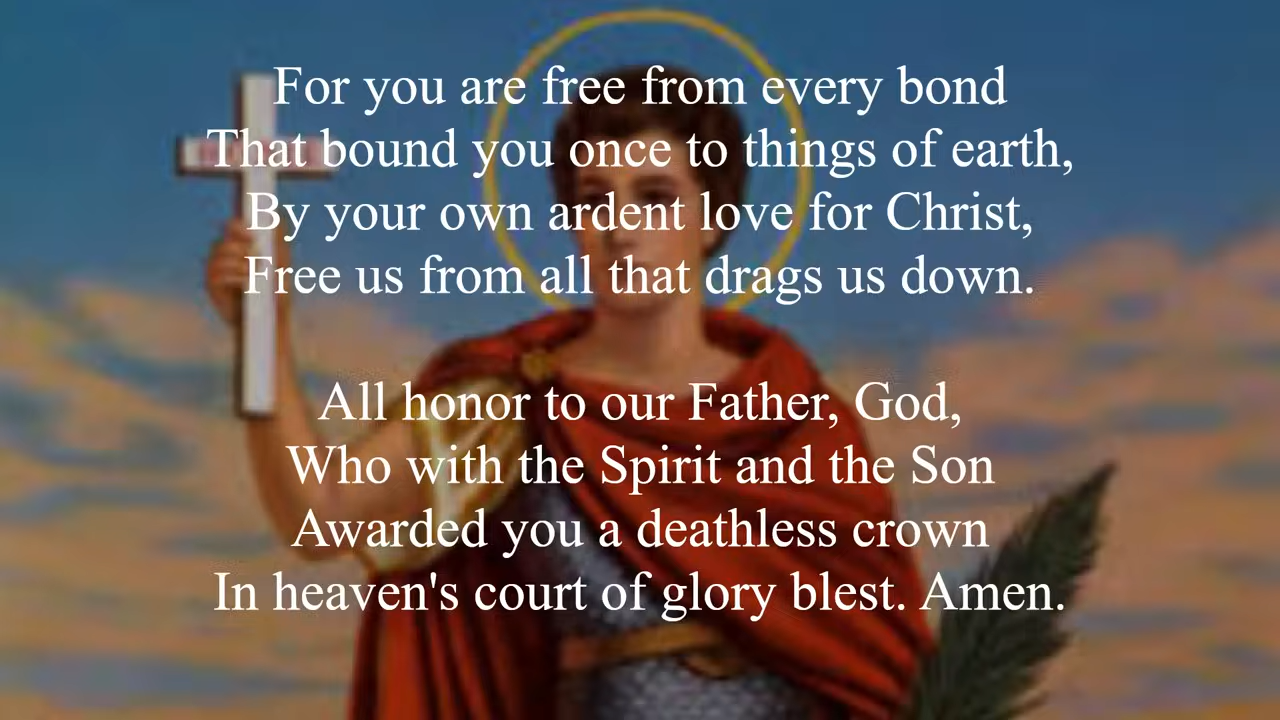 For you are free from every bond
That bound you once to things of earth,
By your own ardent love for Christ,
Free us from all that drags us down.
All honor to our Father, God,
Who with the Spirit and the Son
Awarded you a deathless crown
In heaven's court of glory blest. Amen.